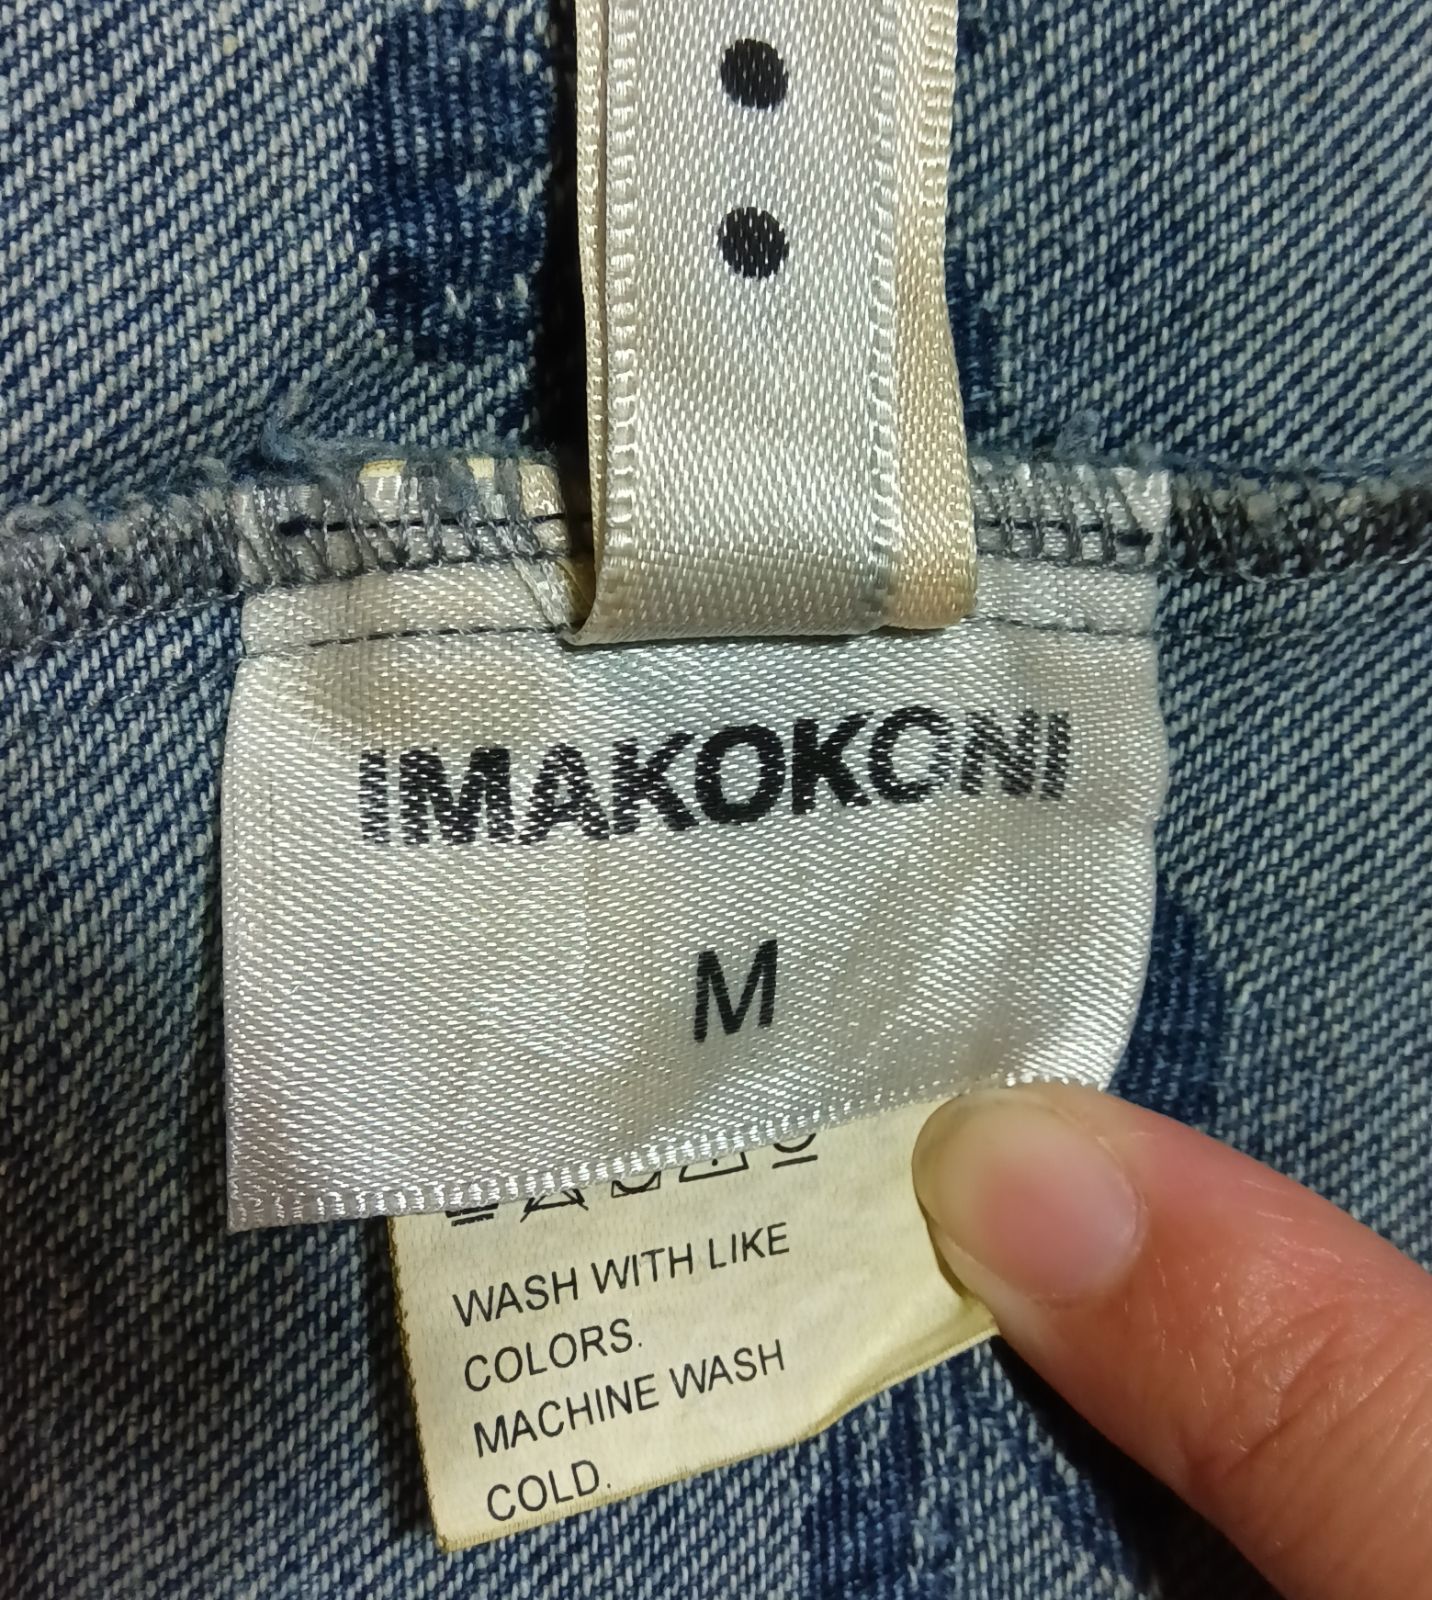 IMAKOKONI
M
WASH WITH LIKE
COLORS.
MACHINE WASH
COLD.